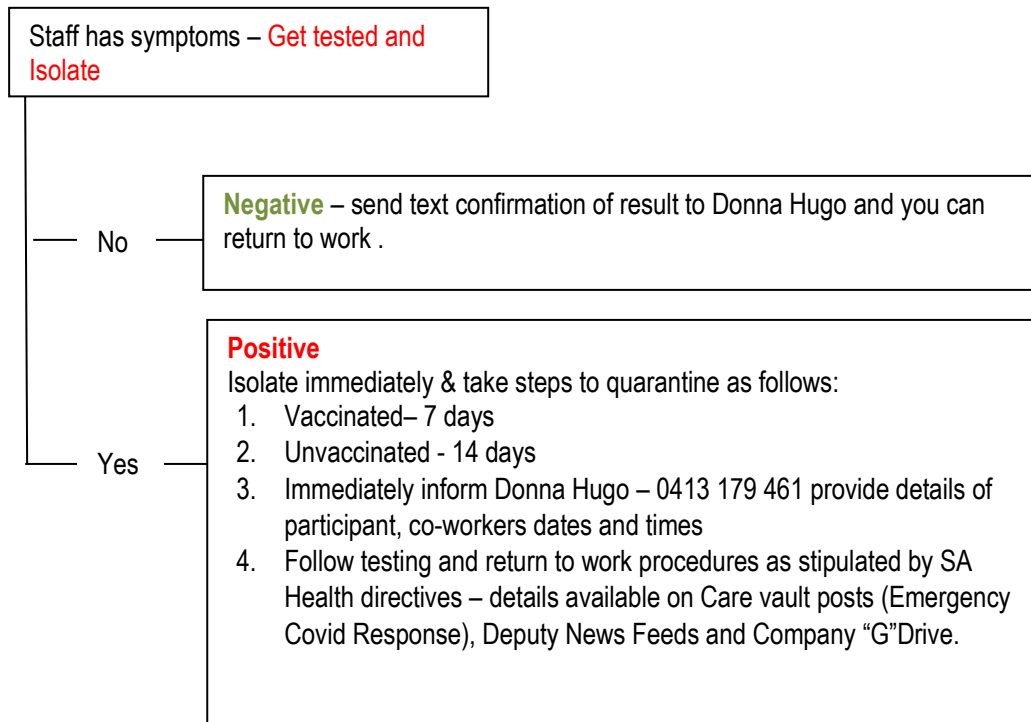 Staff has symptoms – Get tested and
Isolate
Negative – send text confirmation of result to Donna Hugo and you can
return to work .
No
Positive
Isolate immediately & take steps to quarantine as follows:
1. Vaccinated– 7 days
2. Unvaccinated - 14 days
Yes
3. Immediately inform Donna Hugo – 0413 179 461 provide details of
participant, co-workers dates and times
4. Follow testing and return to work procedures as stipulated by SA
Health directives – details available on Care vault posts (Emergency
Covid Response), Deputy News Feeds and Company “G”Drive.